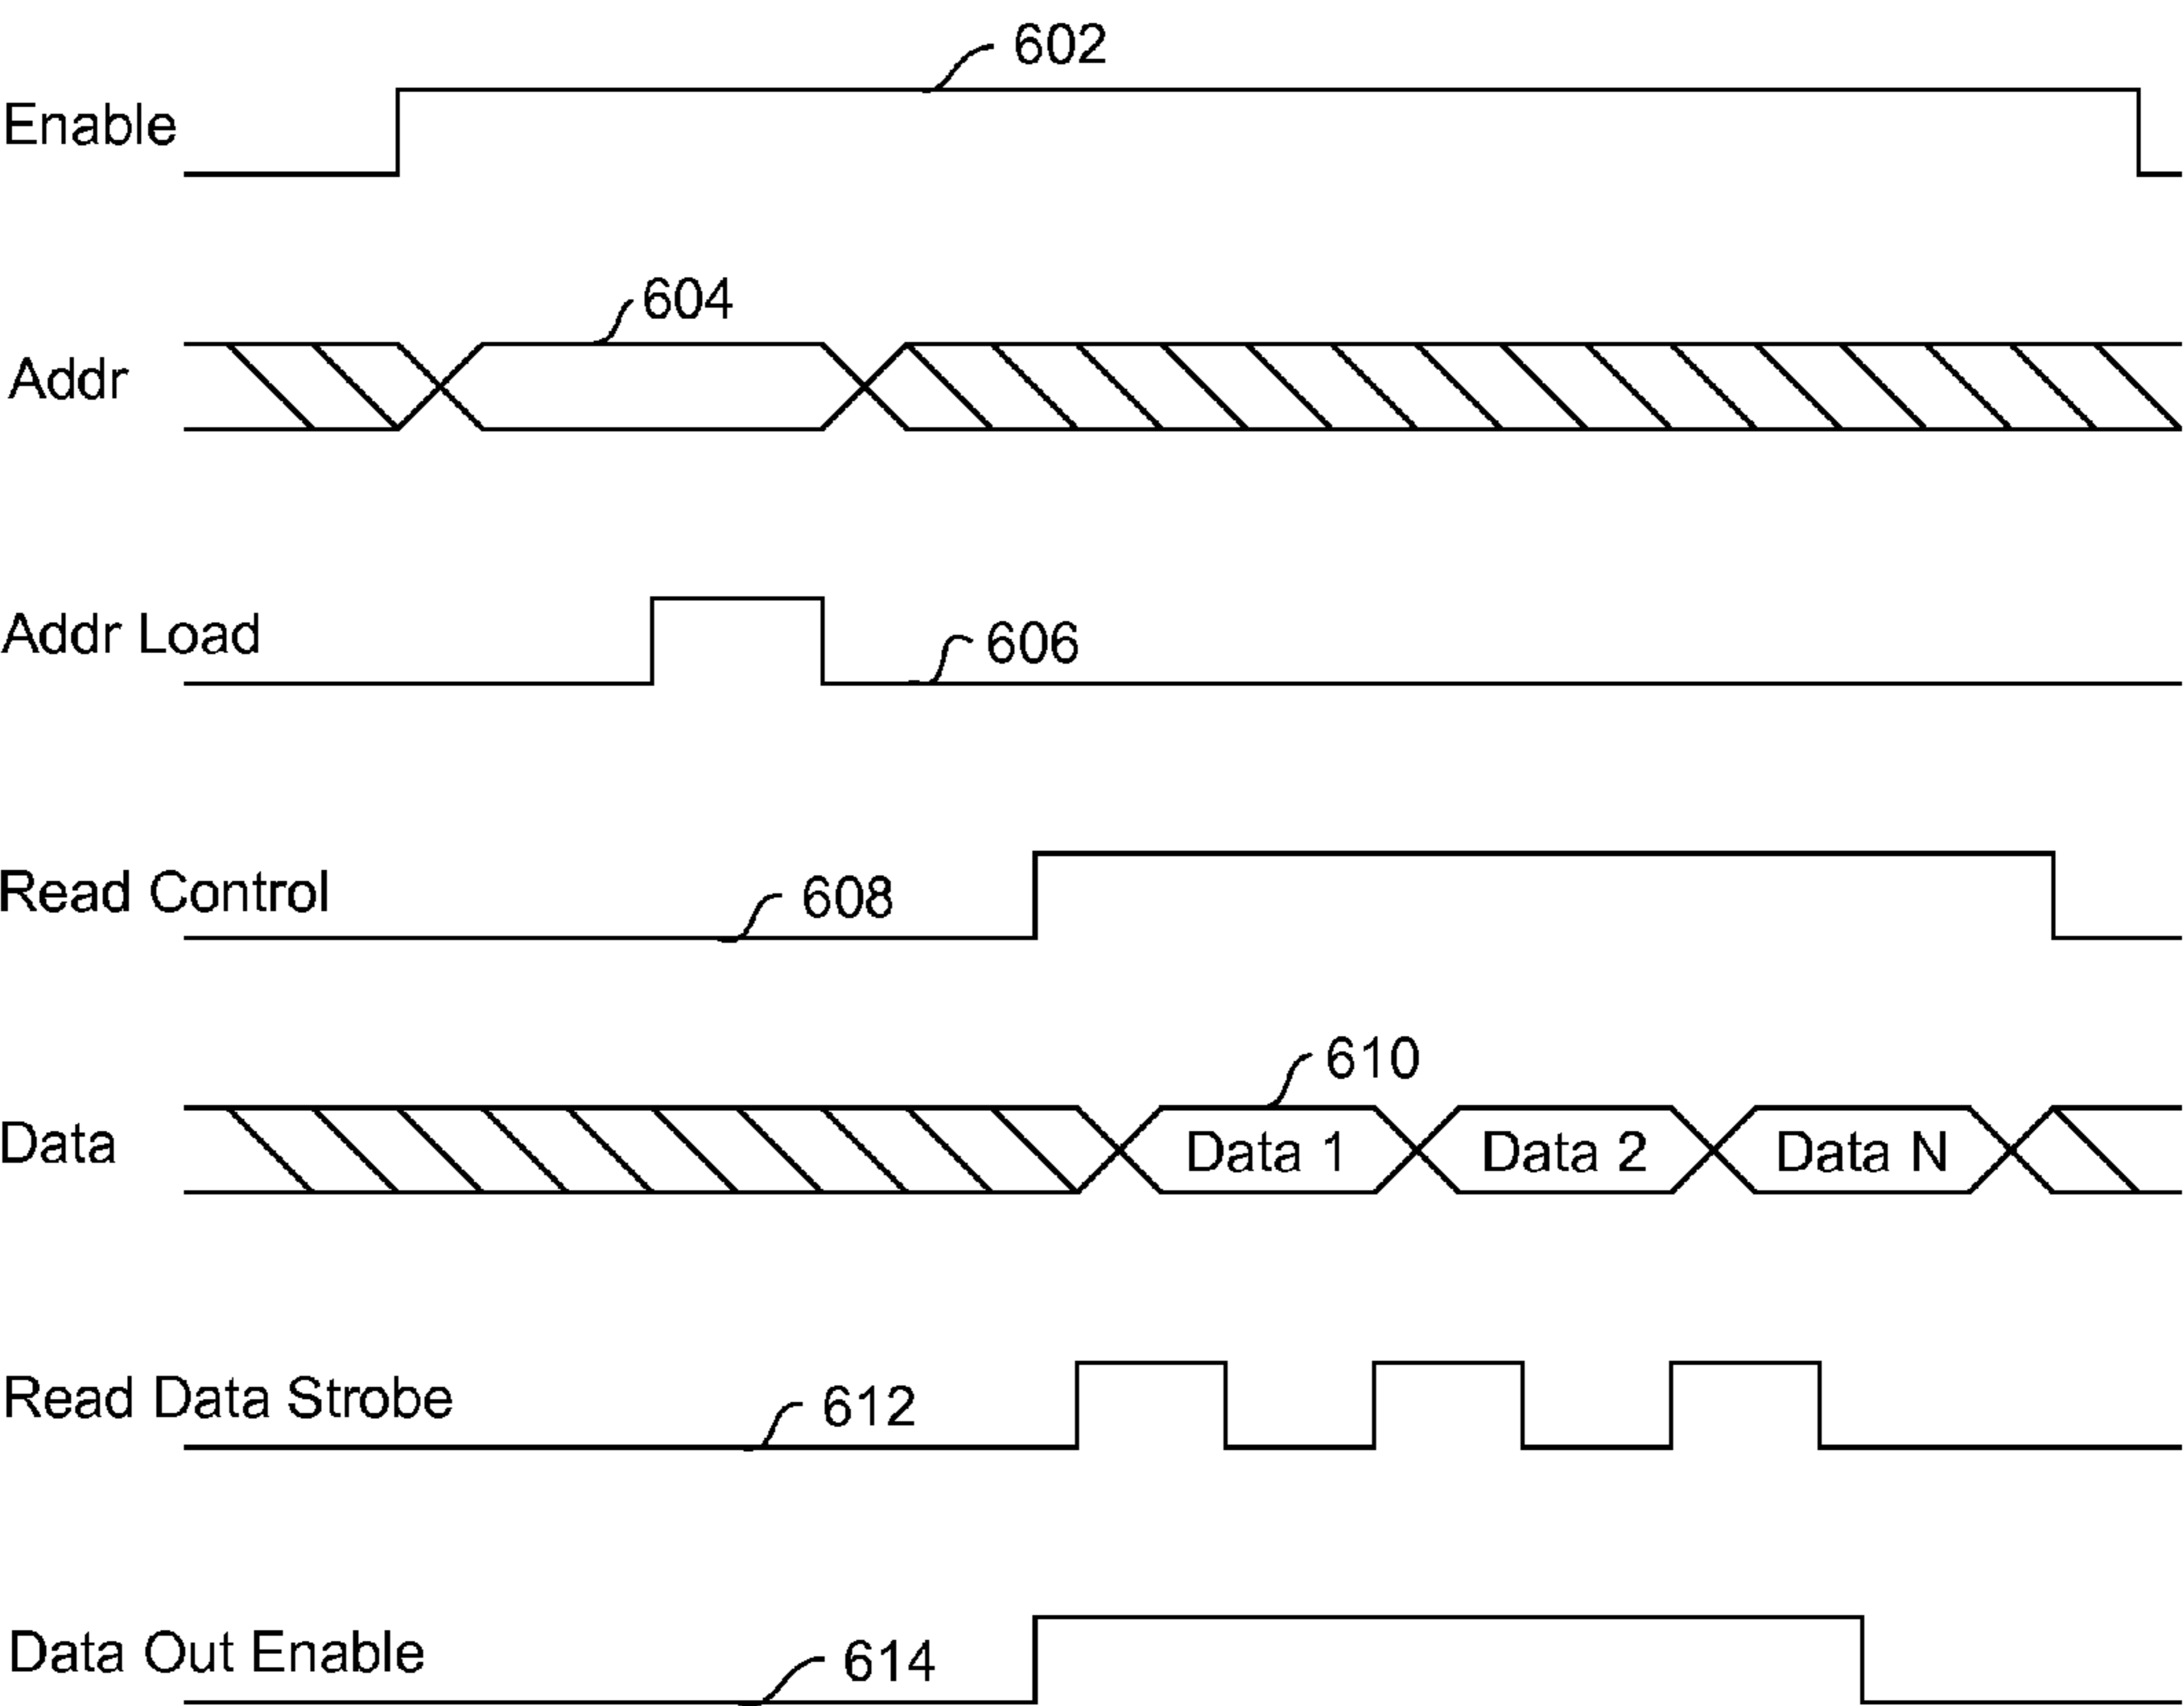 602
Enable
604
Addr
Addr Load
606
Read Control
608
610
Data
Data 1
Data 2
Data N
Read Data Strobe
612
Data Out Enable
614